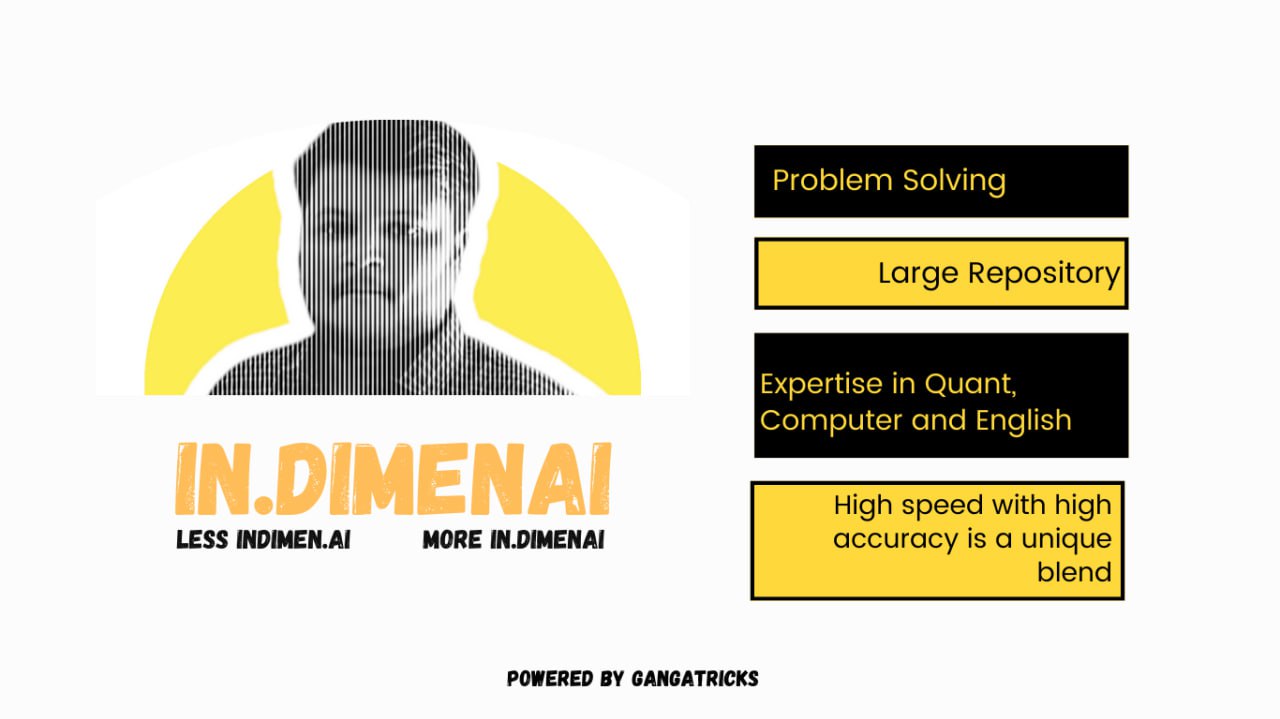 Problem Solving
Large Repository
Expertise in Quant,
Computer and English
High speed with high
accuracy is a unique
blend
IN.DIMENAI
LESS INDIMEN.AI MORE IN.DIMENAI
POWERED BY GANGATRICKS